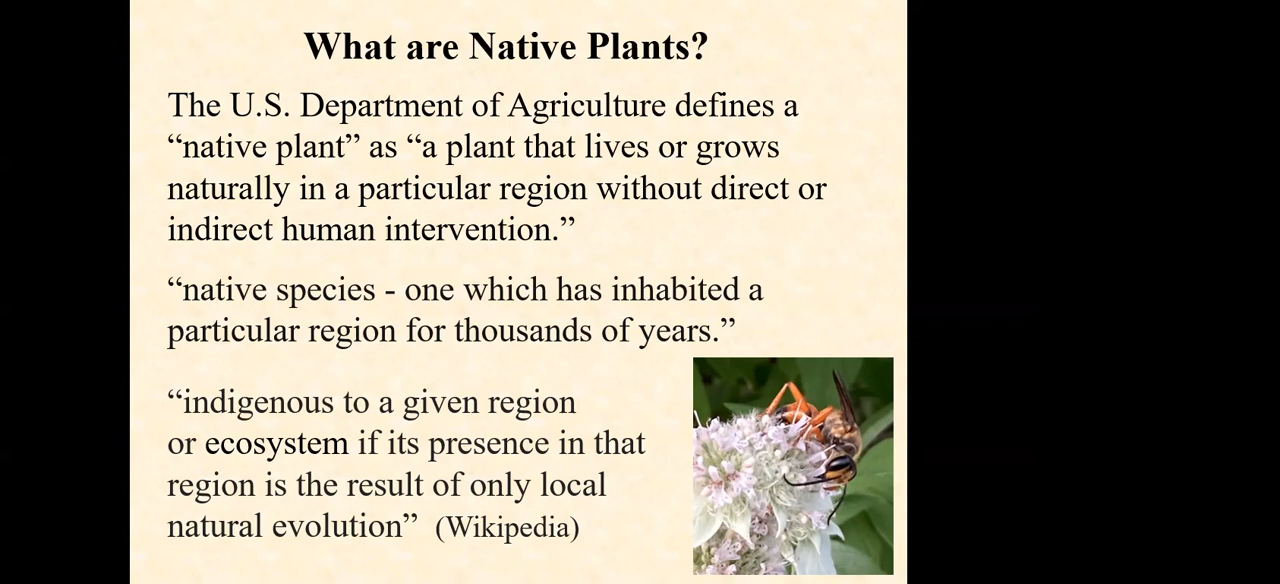 What are Native Plants?
The U.S. Department of Agriculture defines a
“native plant” as “a plant that lives or grows
naturally in a particular region without direct or
indirect human intervention.”
“native species - one which has inhabited a
particular region for thousands of years.”
“indigenous to a given region
or ecosystem if its presence in that
region is the result of only local
natural evolution” (Wikipedia)